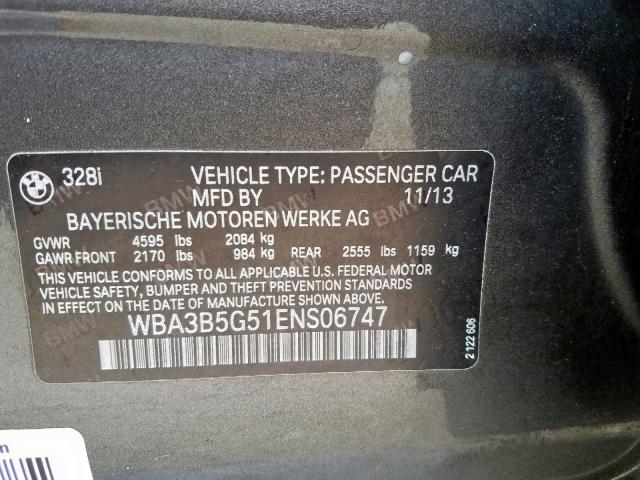 BMW 328i VEHICLE TYPE: PASSENGER CAR
MFD BY 11/13
BAYERISCHE MOTOREN WERKE AG
GVWR 4595 lbs 2084 kg
GAWR FRONT 2170 lbs 984 kg REAR 2555 lbs 1159 kg
THIS VEHICLE CONFORMS TO ALL APPLICABLE U.S. FEDERAL MOTOR
VEHICLE SAFETY, BUMPER AND THEFT PREVENTION STANDARDS
IN EFFECT ON THE DATE OF MANUFACTURE SHOWN ABOVE.
WBA3B5G51ENS06747
2 122 606